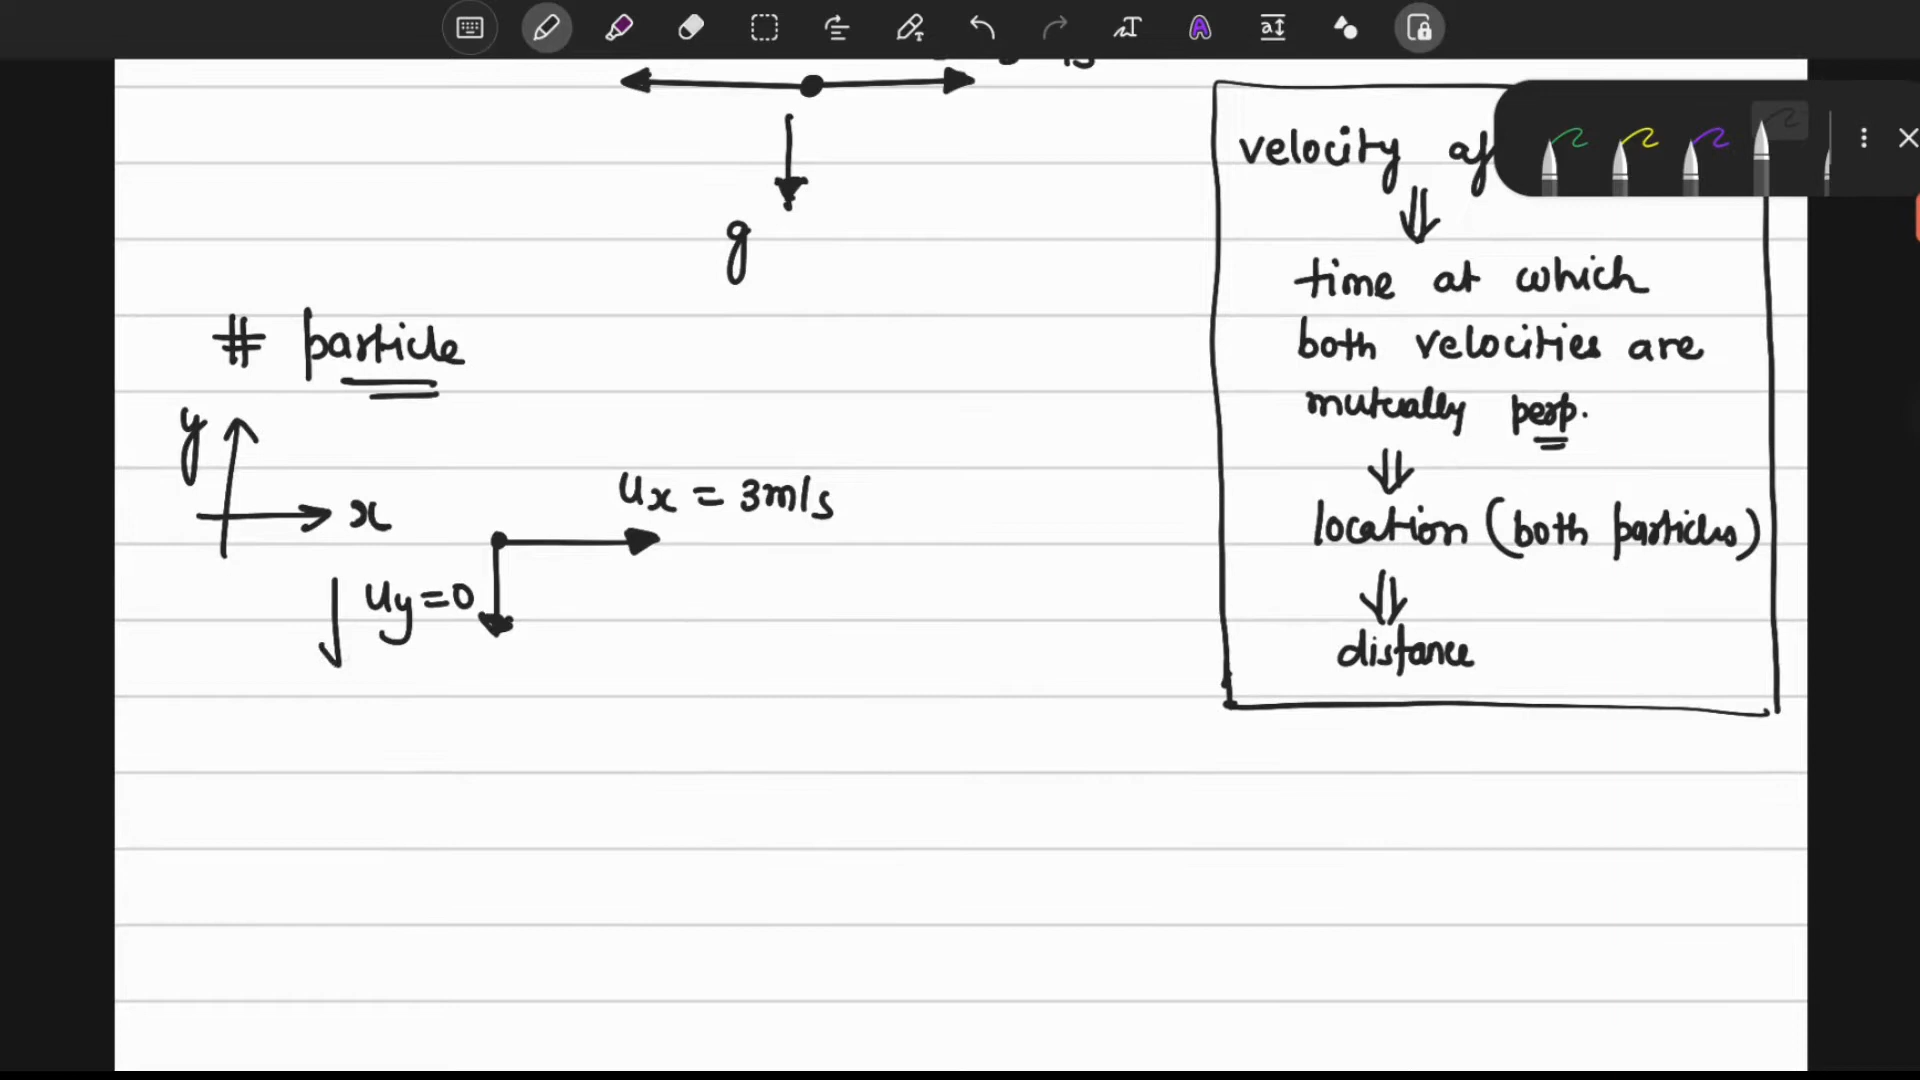 g
# particle
y
x
ux = 3m/s
uy=0
velocity
time at which
both velocities are
mutually perp.
location (both particles)
distance